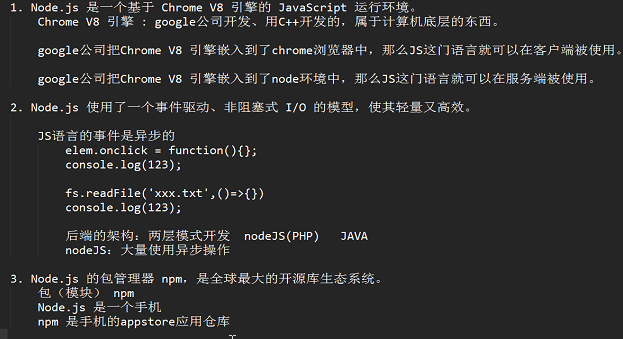 1. Node.js 是一个基于 Chrome V8 引擎的 JavaScript 运行环境。
Chrome V8 引擎 : google公司开发、用C++开发的，属于计算机底层的东西。
google公司把Chrome V8 引擎嵌入到了chrome浏览器中，那么JS这门语言就可以在客户端被使用。
google公司把Chrome V8 引擎嵌入到了node环境中，那么JS这门语言就可以在服务端被使用。
2. Node.js 使用了一个事件驱动、非阻塞式 I/O 的模型，使其轻量又高效。
JS语言的事件是异步的
elem.onclick = function(){};
console.log(123);
fs.readFile('xxx.txt',()=>{})
console.log(123);
后端的架构：两层模式开发 nodeJS(PHP) JAVA
nodeJS：大量使用异步操作
3. Node.js 的包管理器 npm，是全球最大的开源库生态系统。
包（模块） npm
Node.js 是一个手机
npm 是手机的appstore应用仓库